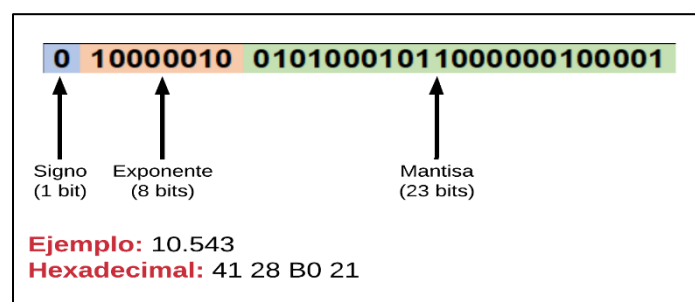 0 10000010 01010001011000000100001
Signo Exponente Mantisa
(1 bit) (8 bits) (23 bits)
Ejemplo: 10.543
Hexadecimal: 41 28 B0 21